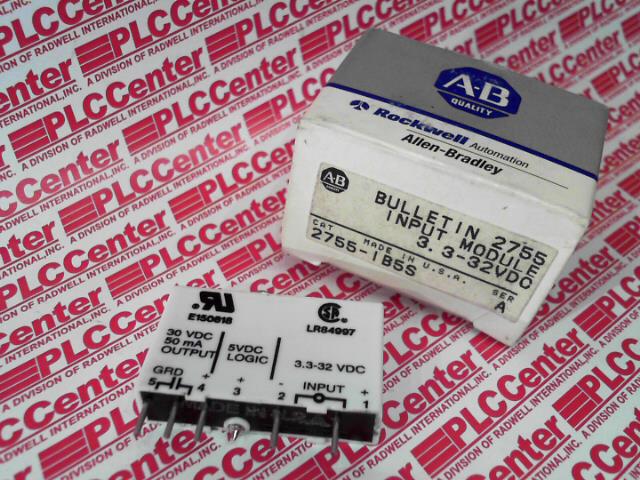 A-B
QUALITY
Rockwell Automation
Allen-Bradley
A-B
BULLETIN 2755
INPUT MODULE
3.3-32VDC
CAT
2755-IB5S
MADE IN U.S.A.
SER
A
E150818
LR84997
30 VDC
50 mA
OUTPUT
5VDC
LOGIC
3.3-32 VDC
GRD
INPUT
5 4 + 3 + 2 - 1 +
PLCCenter
A DIVISION OF RADWELL INTERNATIONAL, INC.